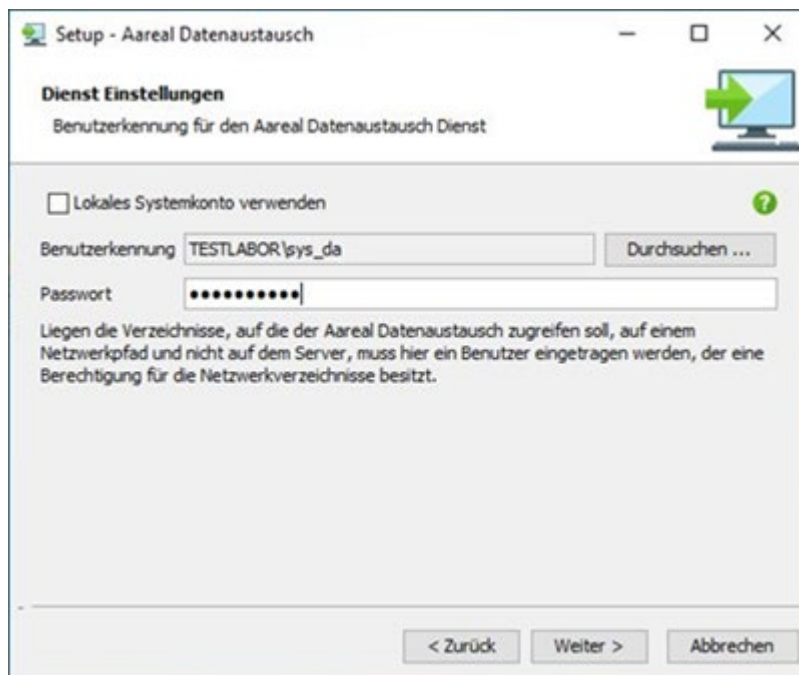 Setup - Aareal Datenaustausch
Dienst Einstellungen
Benutzerkennung für den Aareal Datenaustausch Dienst
Lokales Systemkonto verwenden
Benutzerkennung TESTLABOR\sys_da Durchsuchen ...
Passwort ●●●●●●●●●●
Liegen die Verzeichnisse, auf die der Aareal Datenaustausch zugreifen soll, auf einem
Netzwerkpfad und nicht auf dem Server, muss hier ein Benutzer eingetragen werden, der eine
Berechtigung für die Netzwerkverzeichnisse besitzt.
< Zurück Weiter > Abbrechen